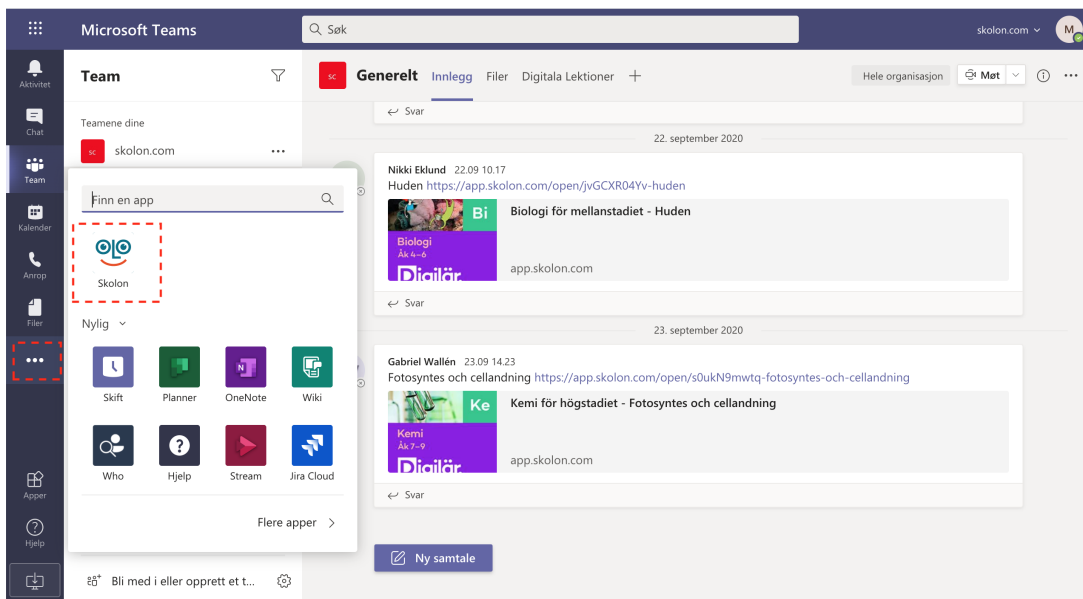 Microsoft Teams
Søk
skolon.com
M
Aktivitet
Chat
Team
Kalender
Anrop
Filer
Apper
Hjelp
Team
Teamene dine
sc skolon.com
Finn en app
Skolon
Nylig
Skift Planner OneNote Wiki
Who Hjelp Stream Jira Cloud
Flere apper
Bli med i eller opprett et t...
sc Generelt Innlegg Filer Digitala Lektioner
Hele organisasjon Møt
Svar
22. september 2020
Nikki Eklund 22.09 10.17
Huden https://app.skolon.com/open/jvGCXR04Yv-huden
Bi
Biologi
Åk 4–6
Digilär
Biologi för mellanstadiet - Huden
app.skolon.com
Svar
23. september 2020
Gabriel Wallén 23.09 14.23
Fotosyntes och cellandning https://app.skolon.com/open/s0ukN9mwtq-fotosyntes-och-cellandning
Ke
Kemi
Åk 7–9
Digilär
Kemi för högstadiet - Fotosyntes och cellandning
app.skolon.com
Svar
Ny samtale